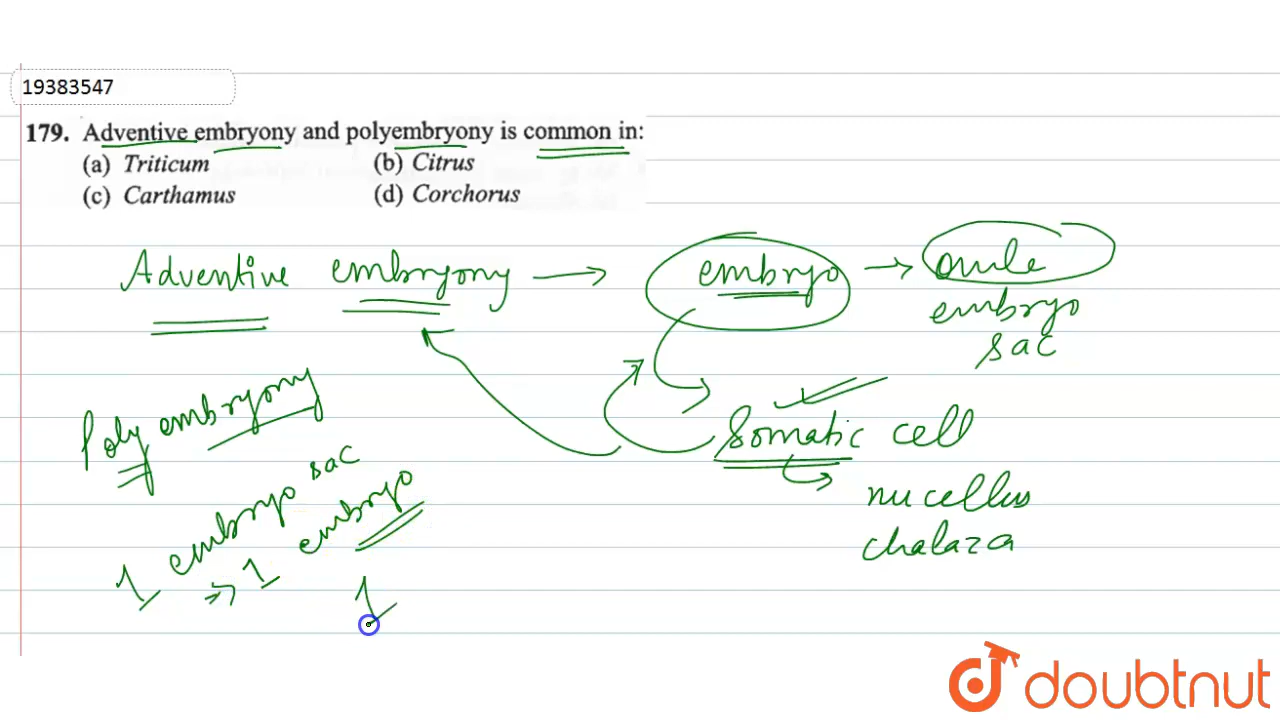 19383547
179. Adventive embryony and polyembryony is common in:
(a) Triticum (b) Citrus
(c) Carthamus (d) Corchorus
Adventive embryony → embryo → ovule
embryo
sac
Poly embryony
Somatic cell
nucellus
chalaza
1 embryo sac
⇒ 1 embryo
1
doubtnut